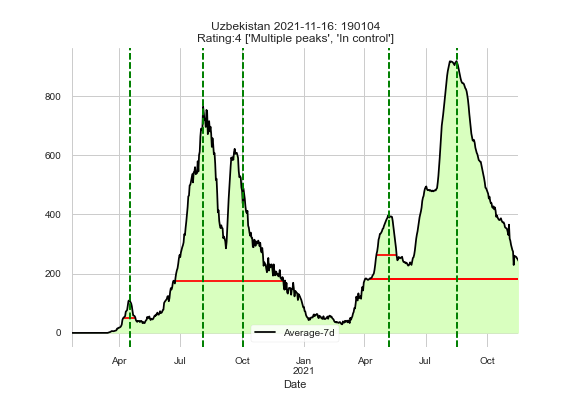 Uzbekistan 2021-11-16: 190104
Rating:4 ['Multiple peaks', 'In control']
800
600
400
200
0
Average-7d
Apr Jul Oct Jan Apr Jul Oct
2021
Date